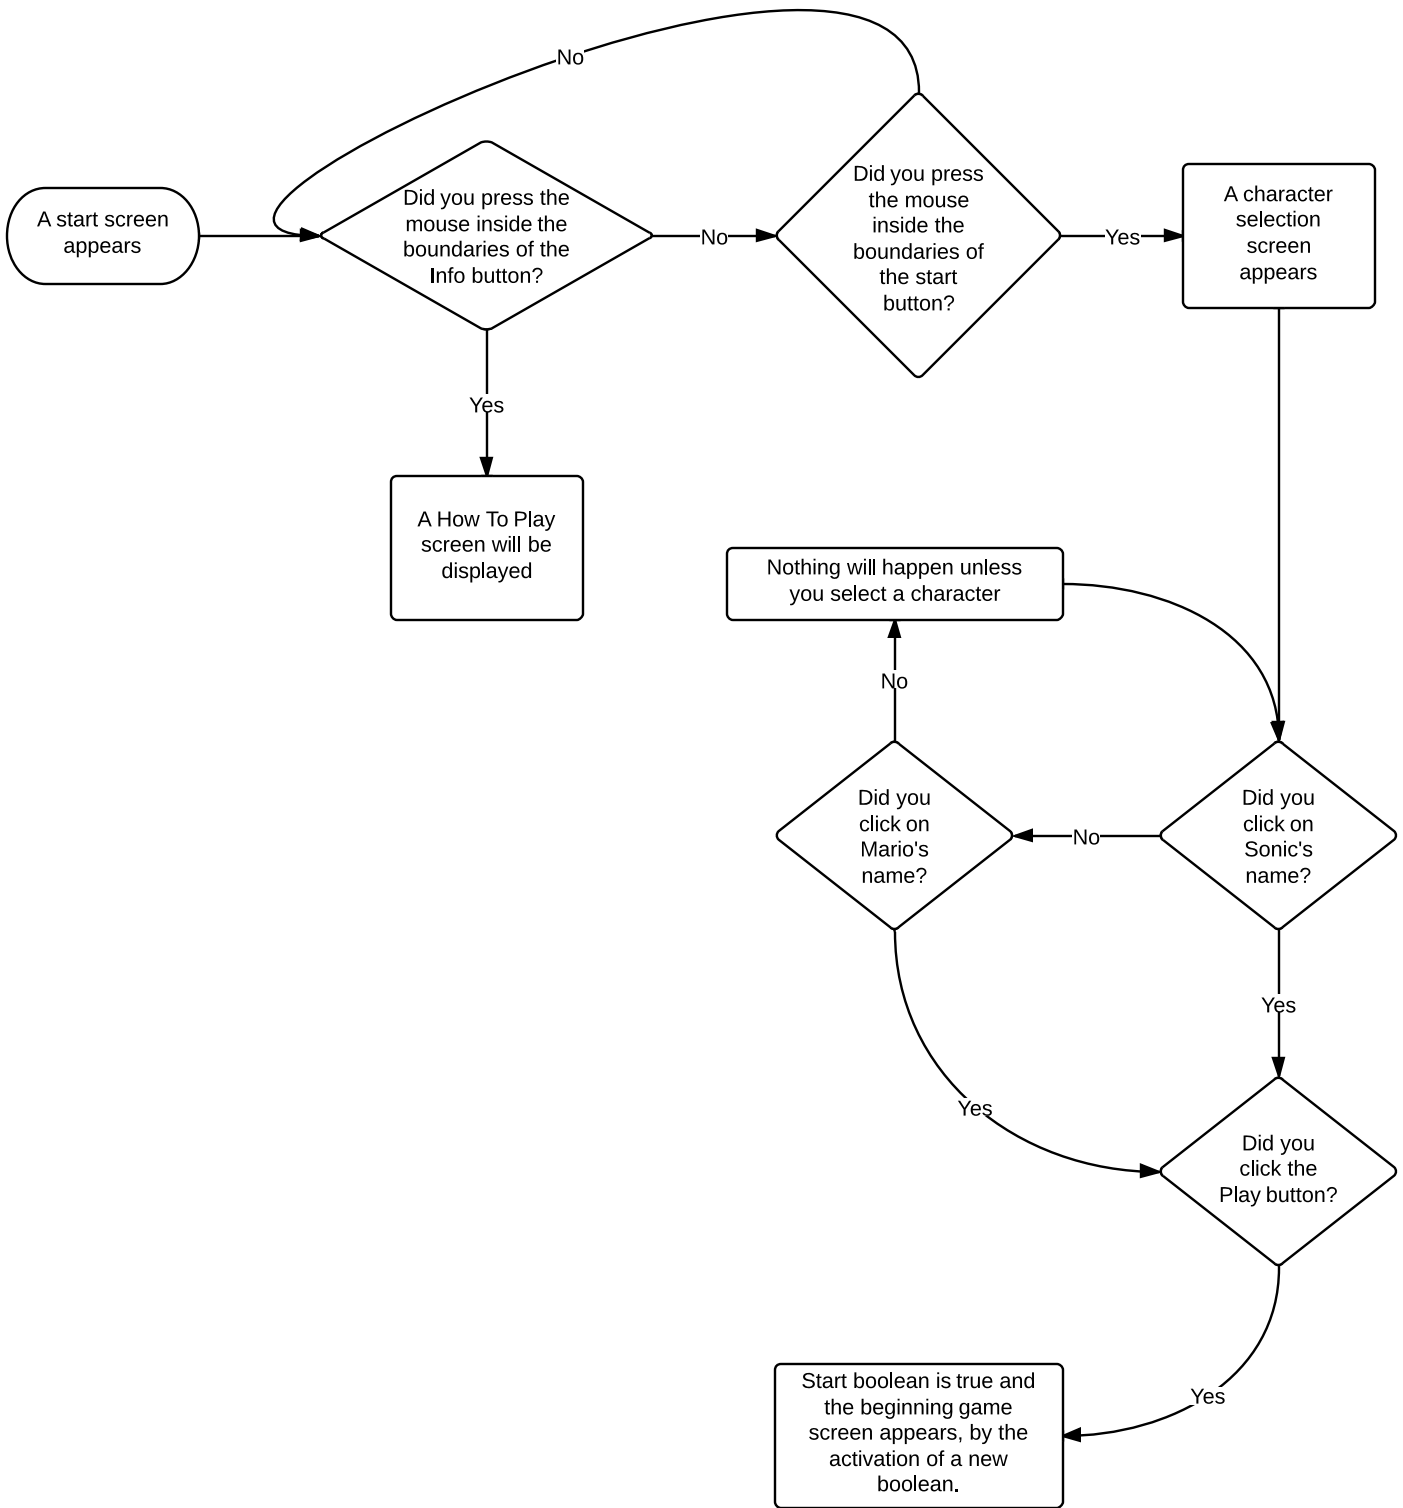 No
A start screen
appears
Did you press the
mouse inside the
boundaries of the
Info button?
No
Did you press
the mouse
inside the
boundaries of
the start
button?
Yes
A character
selection
screen
appears
Yes
A How To Play
screen will be
displayed
Nothing will happen unless
you select a character
No
Did you
click on
Mario's
name?
No
Did you
click on
Sonic's
name?
Yes
Yes
Did you
click the
Play button?
Yes
Start boolean is true and
the beginning game
screen appears, by the
activation of a new
boolean.